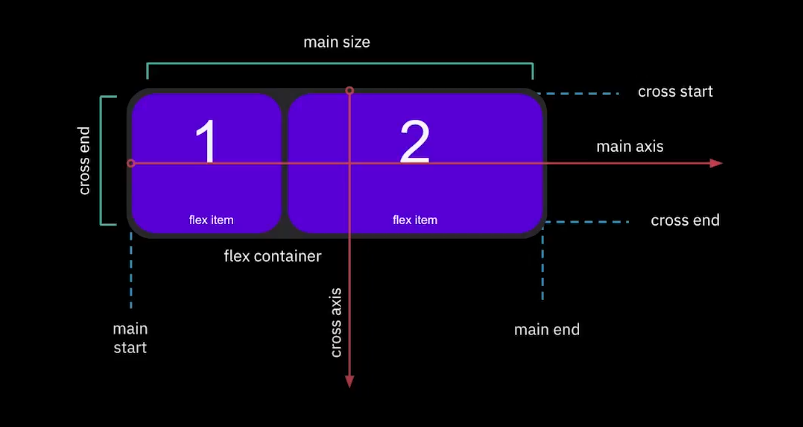 main size
cross start
1
2
main axis
cross end
flex item
flex item
cross end
flex container
cross axis
main
start
main end